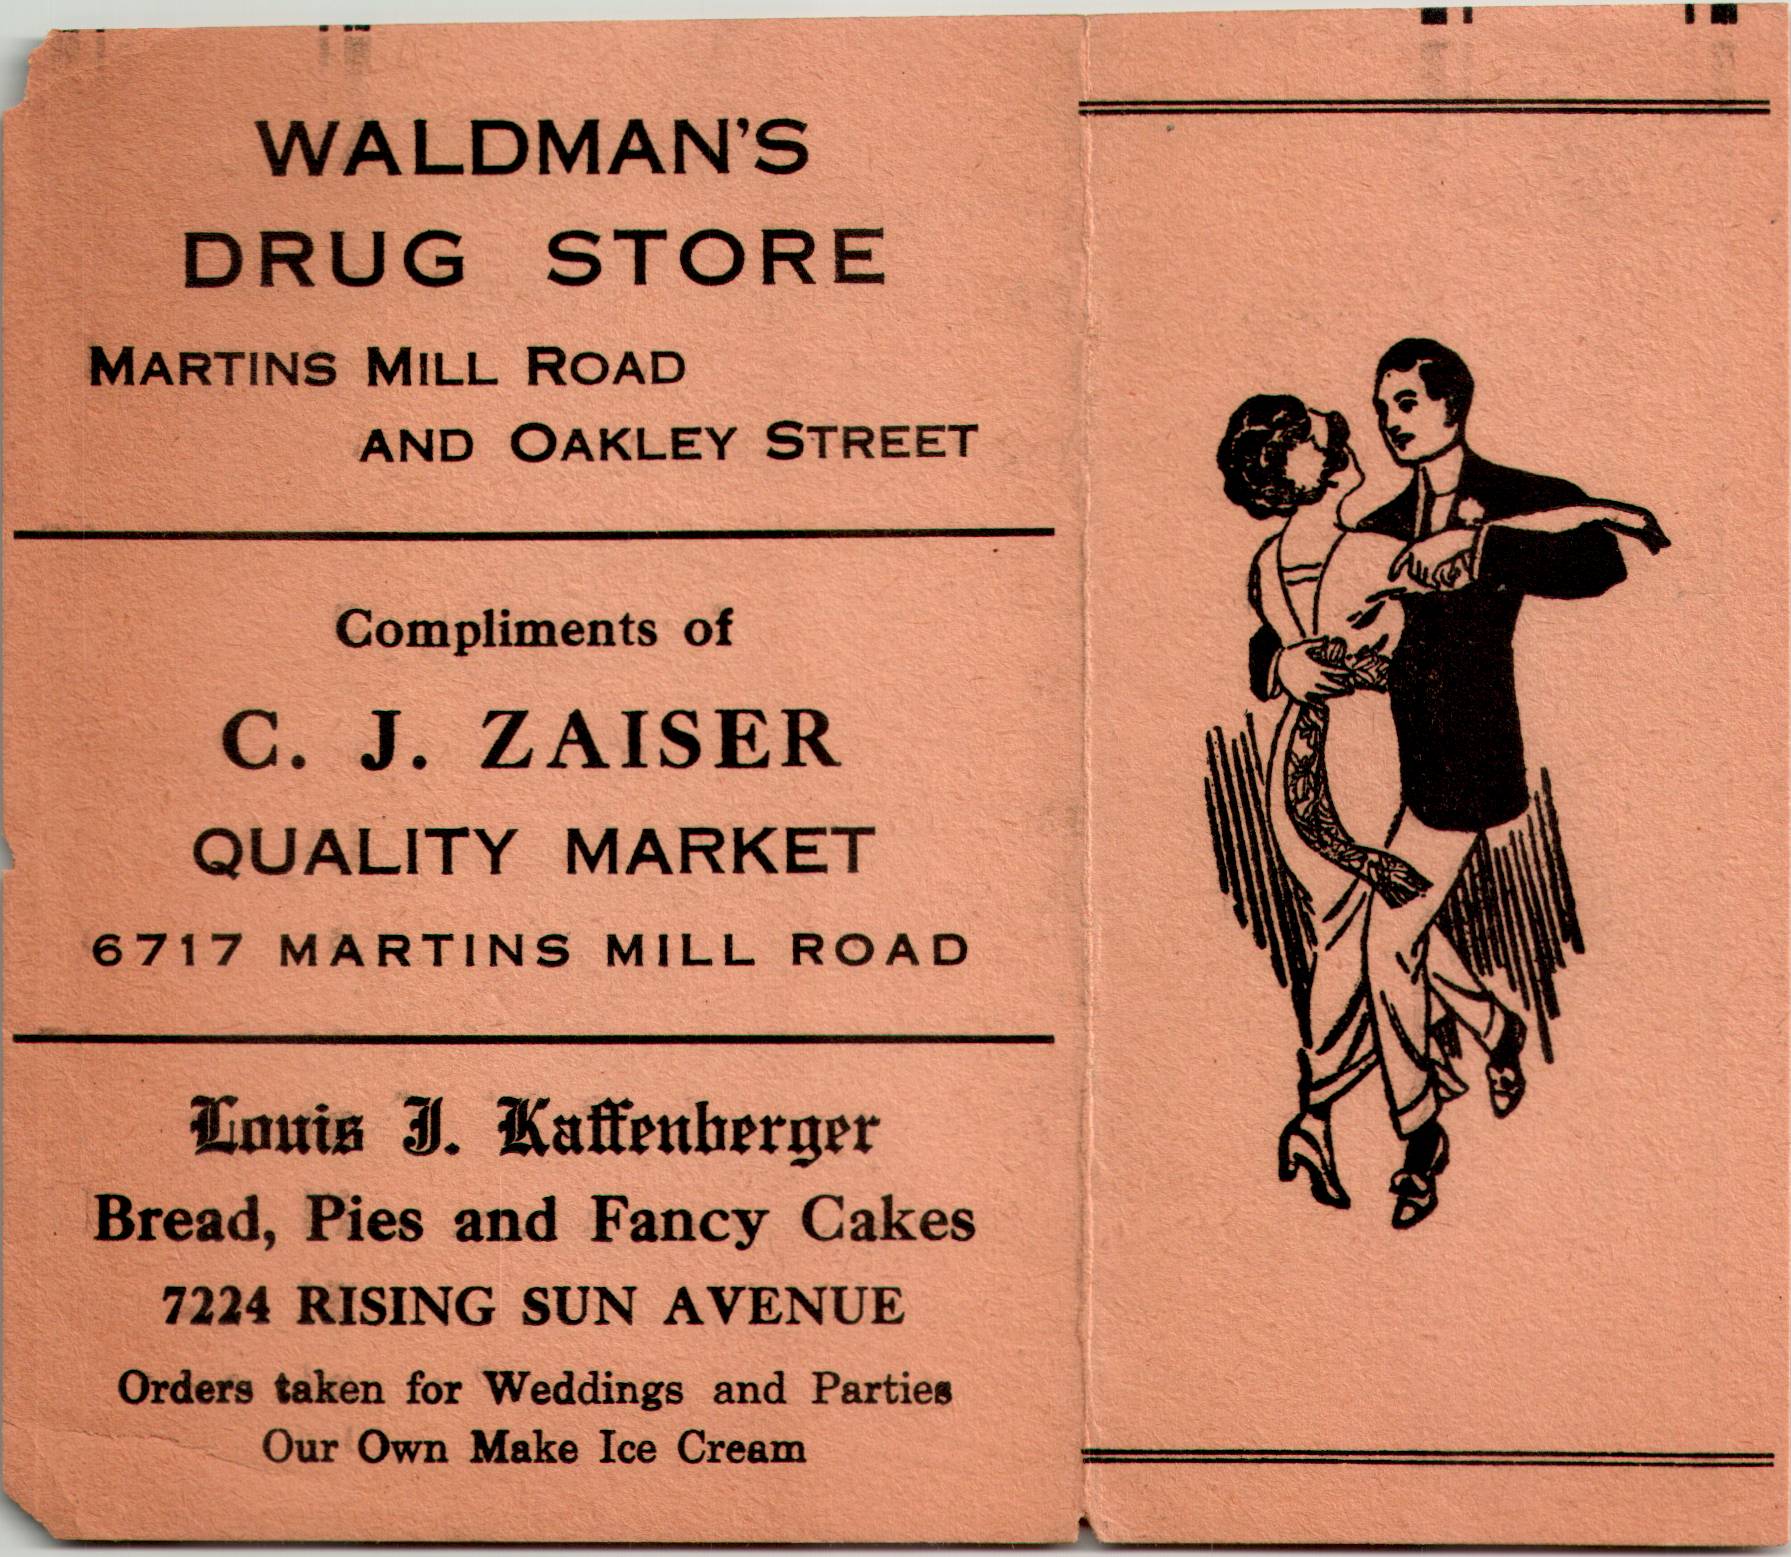 WALDMAN'S
DRUG STORE
MARTINS MILL ROAD
AND OAKLEY STREET
Compliments of
C. J. ZAISER
QUALITY MARKET
6717 MARTINS MILL ROAD
Louis J. Kaffenberger
Bread, Pies and Fancy Cakes
7224 RISING SUN AVENUE
Orders taken for Weddings and Parties
Our Own Make Ice Cream